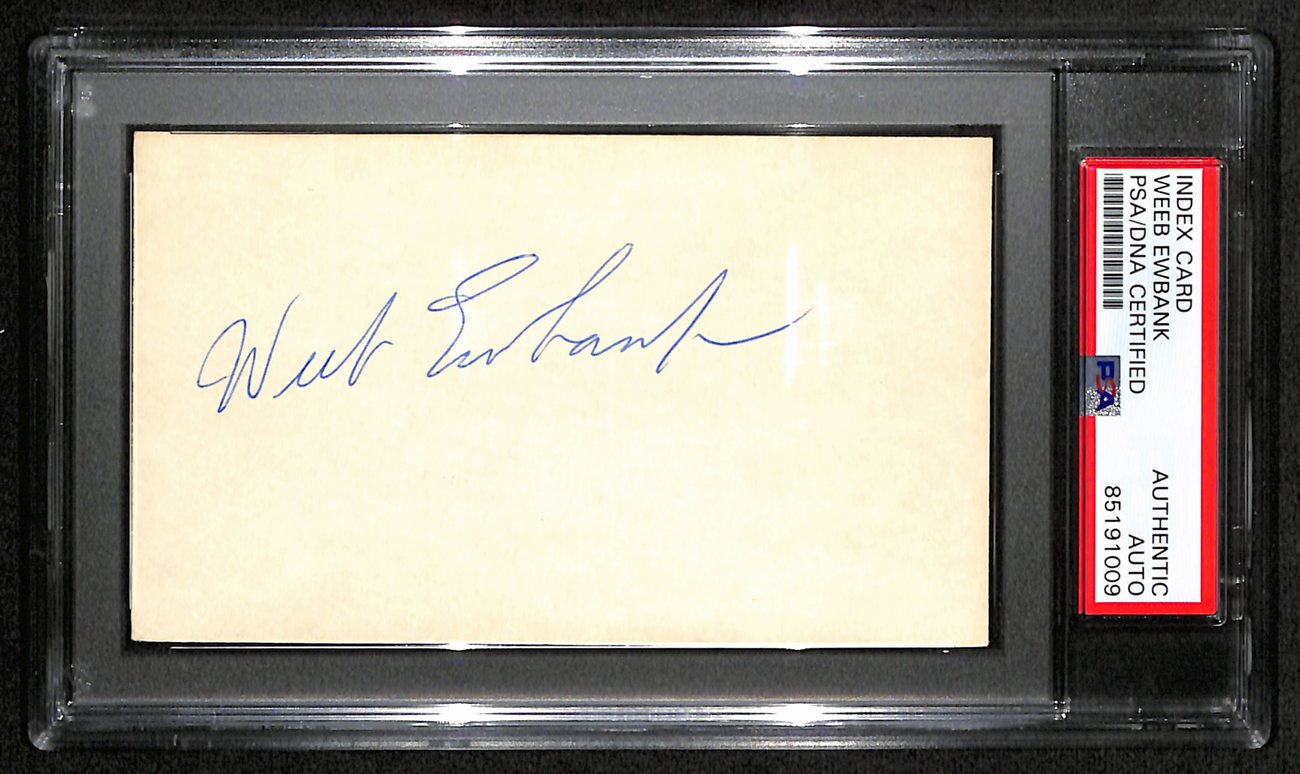 Weeb Ewbank
INDEX CARD
WEEB EWBANK
PSA/DNA CERTIFIED
PSA
AUTHENTIC
AUTO
85191009